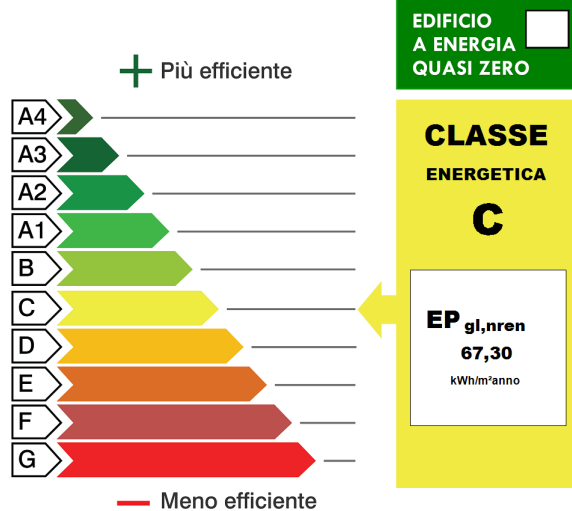 EDIFICIO
A ENERGIA
QUASI ZERO
Più efficiente
A4
A3
A2
A1
B
C
D
E
F
G
Meno efficiente
CLASSE
ENERGETICA
C
EP gl,nren
67,30
kWh/m²anno